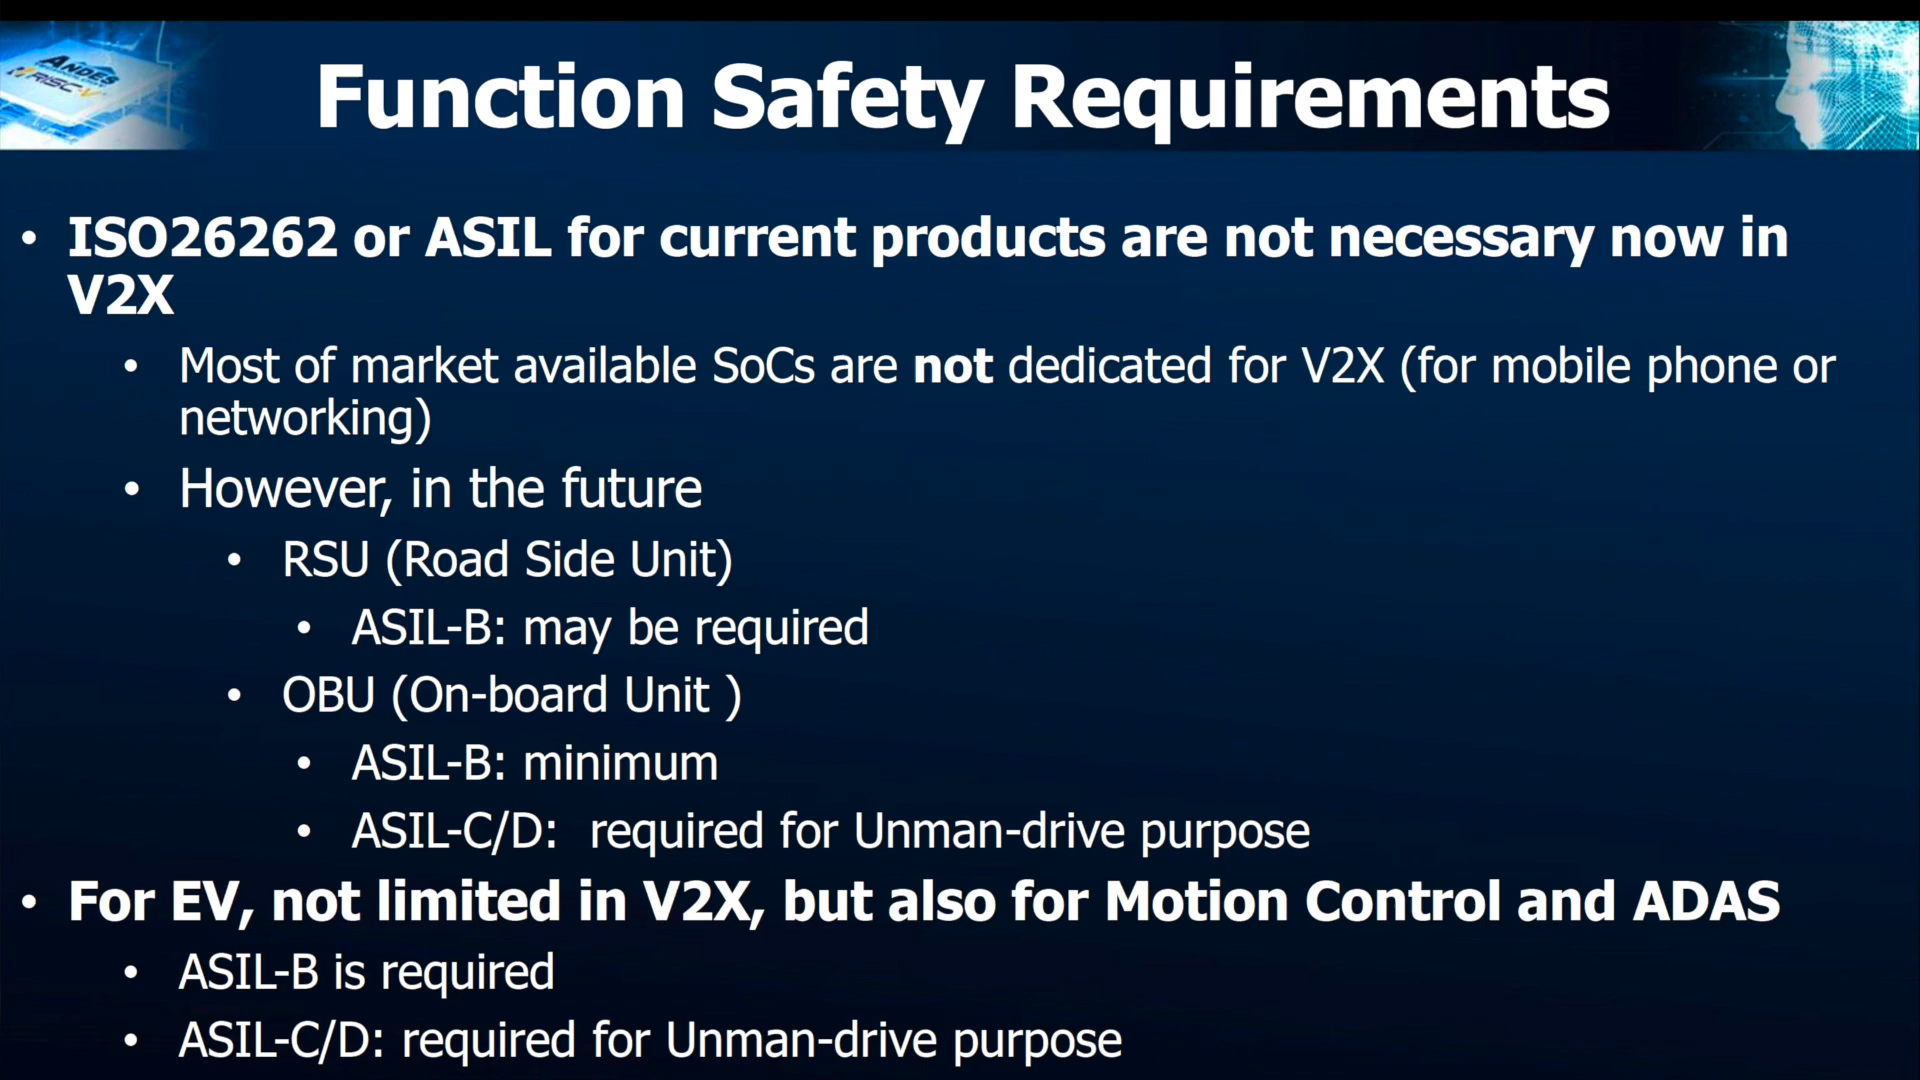 ANDES
RISC-V
Function Safety Requirements
• ISO26262 or ASIL for current products are not necessary now in
V2X
• Most of market available SoCs are not dedicated for V2X (for mobile phone or
networking)
• However, in the future
• RSU (Road Side Unit)
• ASIL-B: may be required
• OBU (On-board Unit )
• ASIL-B: minimum
• ASIL-C/D:  required for Unman-drive purpose
• For EV, not limited in V2X, but also for Motion Control and ADAS
• ASIL-B is required
• ASIL-C/D: required for Unman-drive purpose